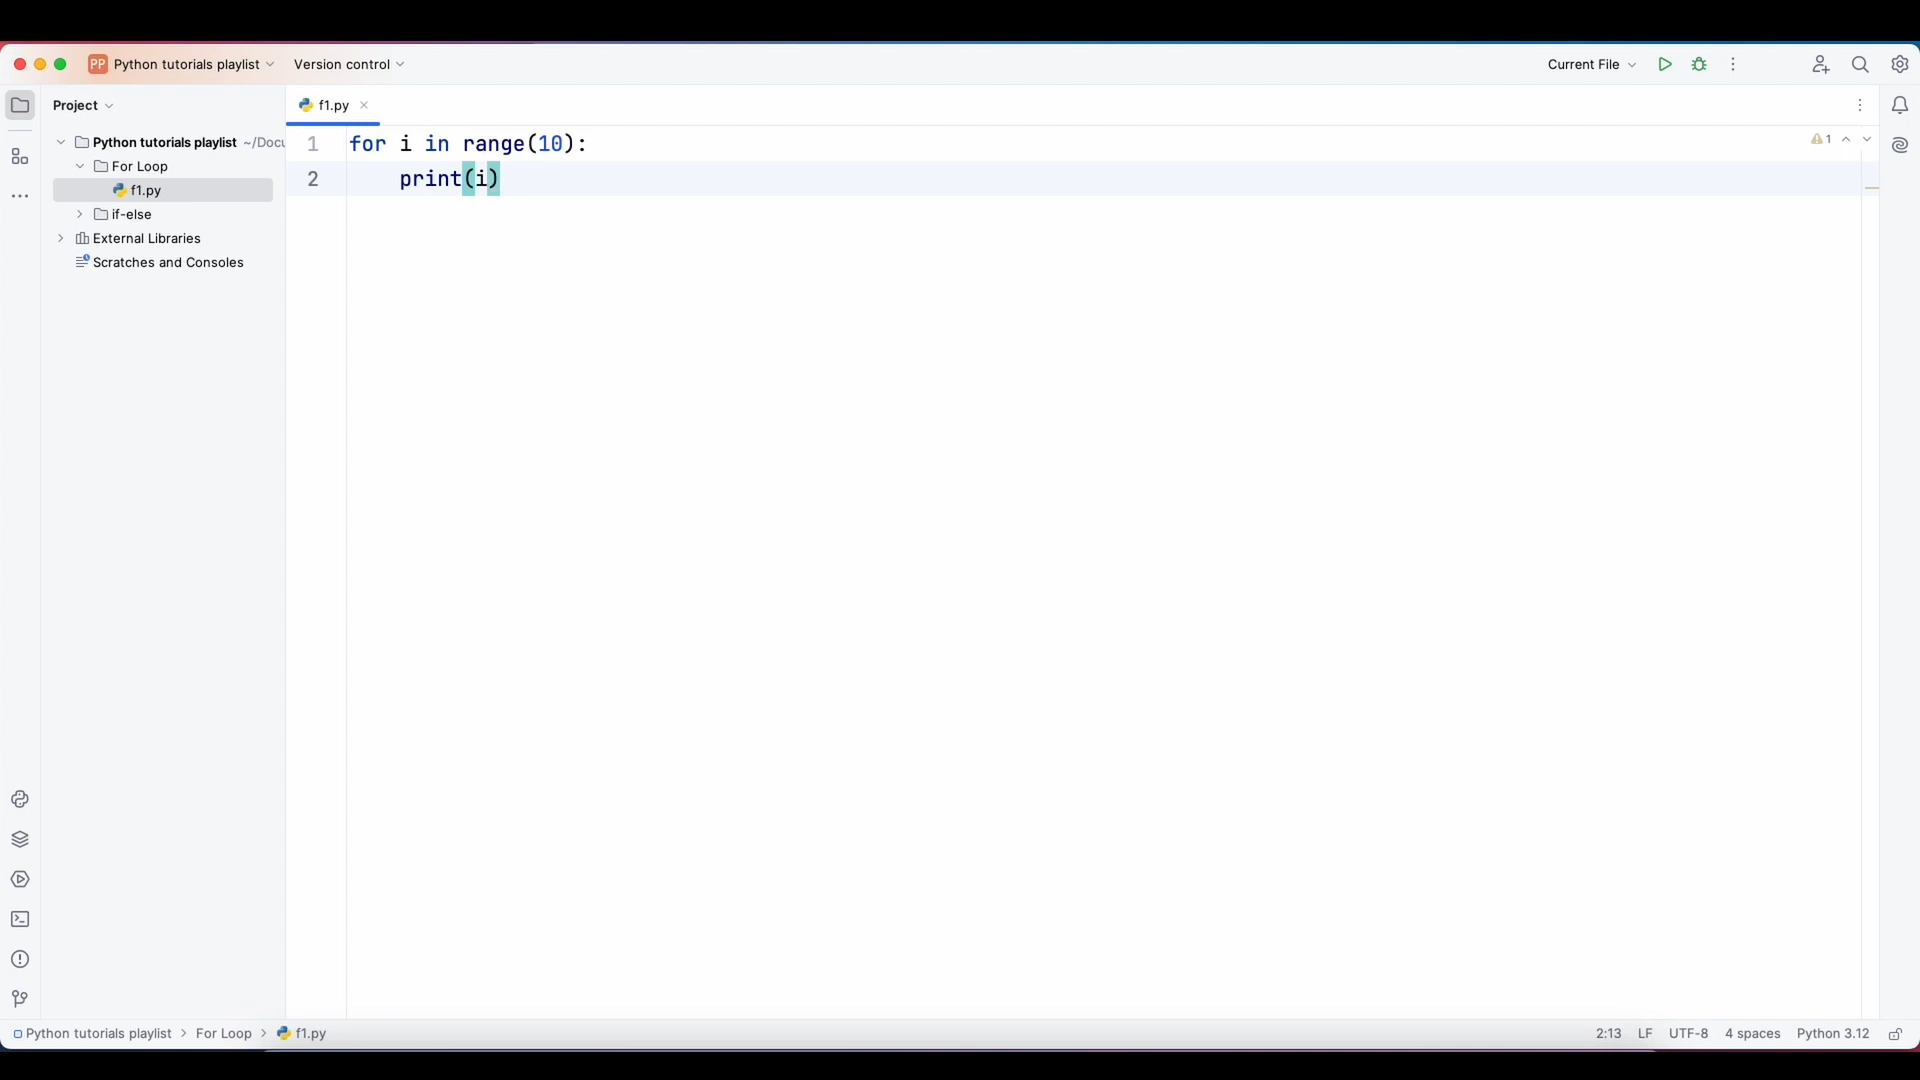 PP Python tutorials playlist Version control Current File
Project f1.py
1 for i in range(10): 1
2     print(i)
Python tutorials playlist ~/Docu
For Loop
f1.py
if-else
External Libraries
Scratches and Consoles
Python tutorials playlist > For Loop > f1.py 2:13 LF UTF-8 4 spaces Python 3.12